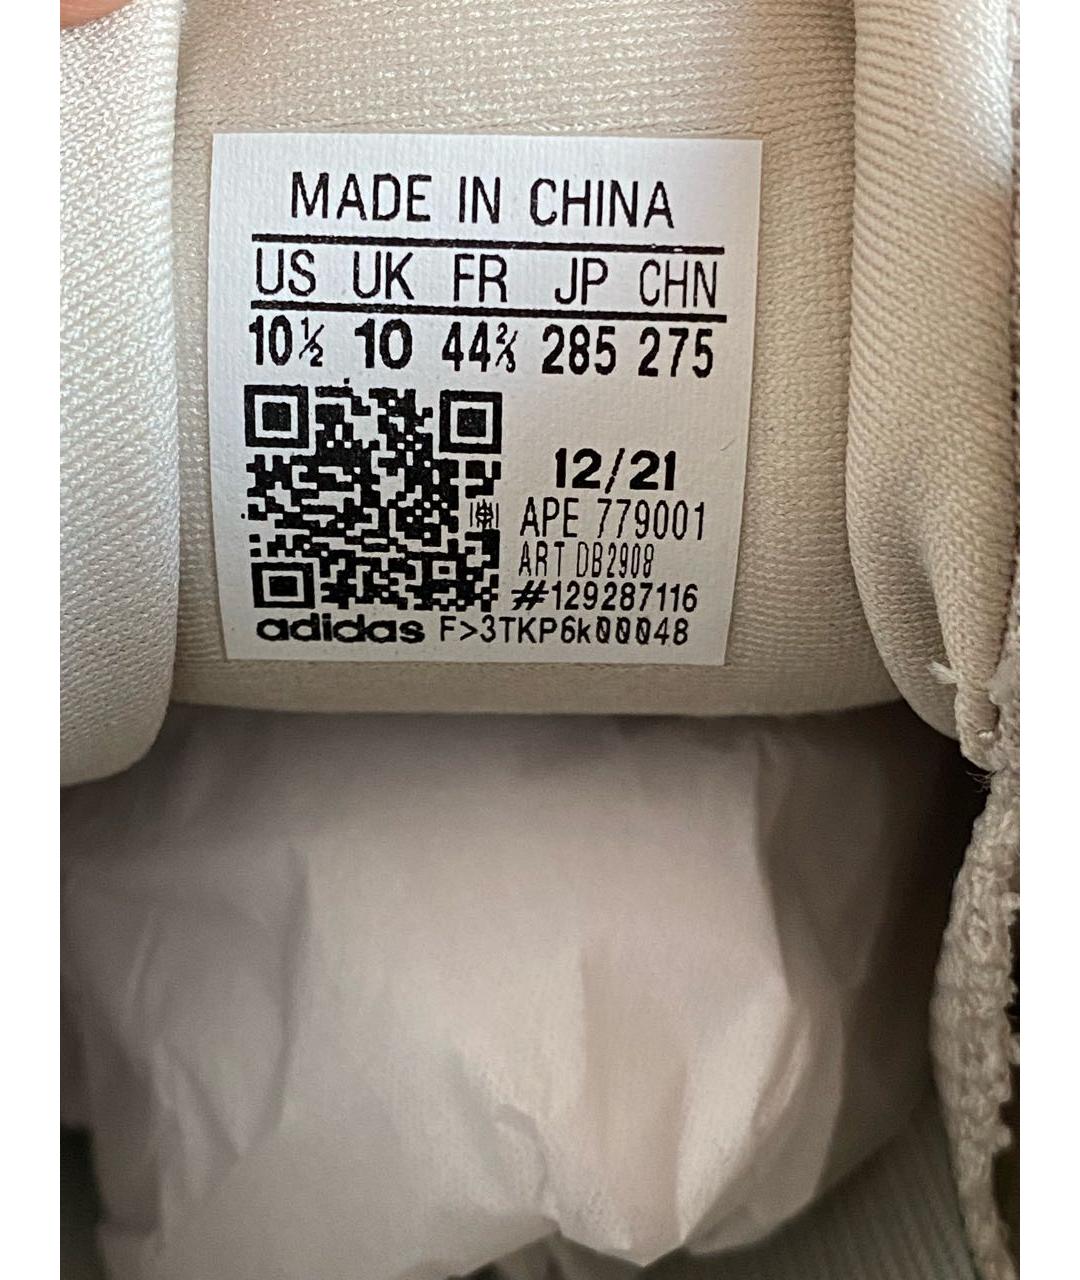 MADE IN CHINA
US UK FR JP CHN
10½ 10 44⅔ 285 275
12/21
APE 779001
ART DB2908
#129287116
adidas F>3TKP6k00048